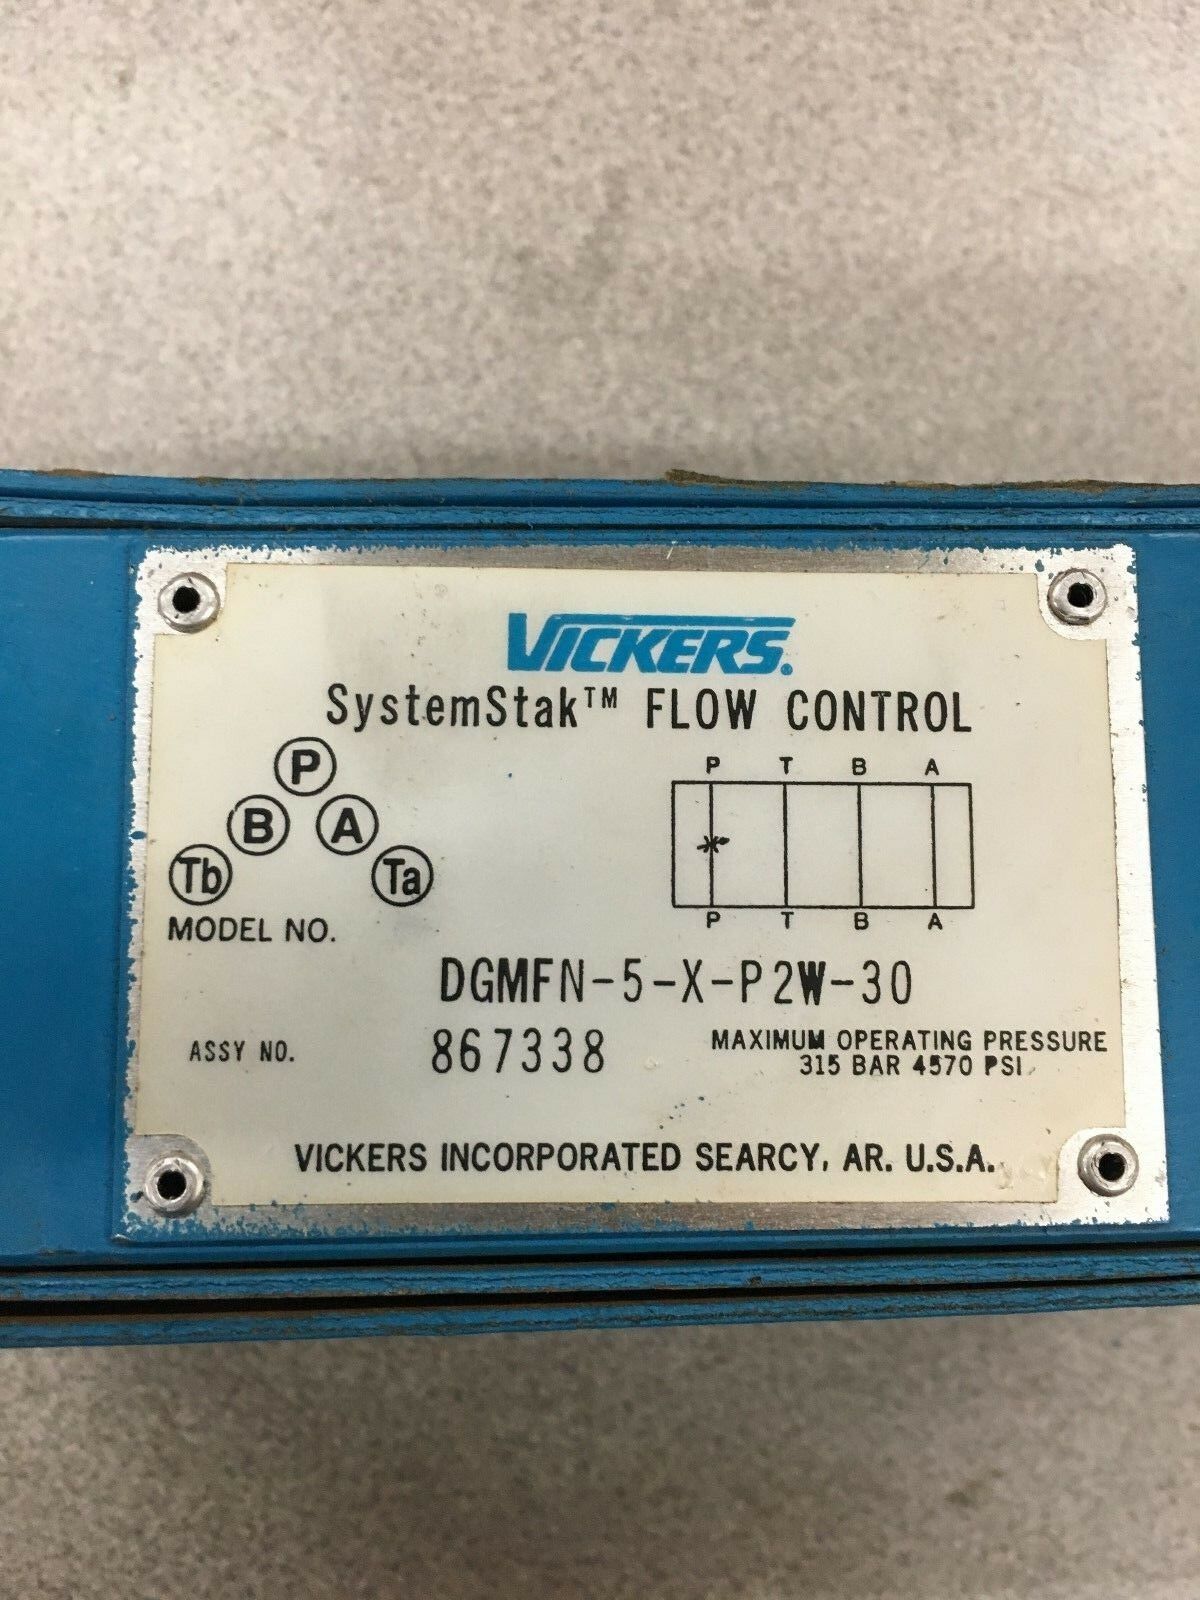 VICKERS.
SystemStak™ FLOW CONTROL
P
B A
Tb Ta
P T B A
P T B A
MODEL NO.
DGMFN-5-X-P2W-30
ASSY NO. 867338
MAXIMUM OPERATING PRESSURE
315 BAR 4570 PSI
VICKERS INCORPORATED SEARCY, AR. U.S.A.